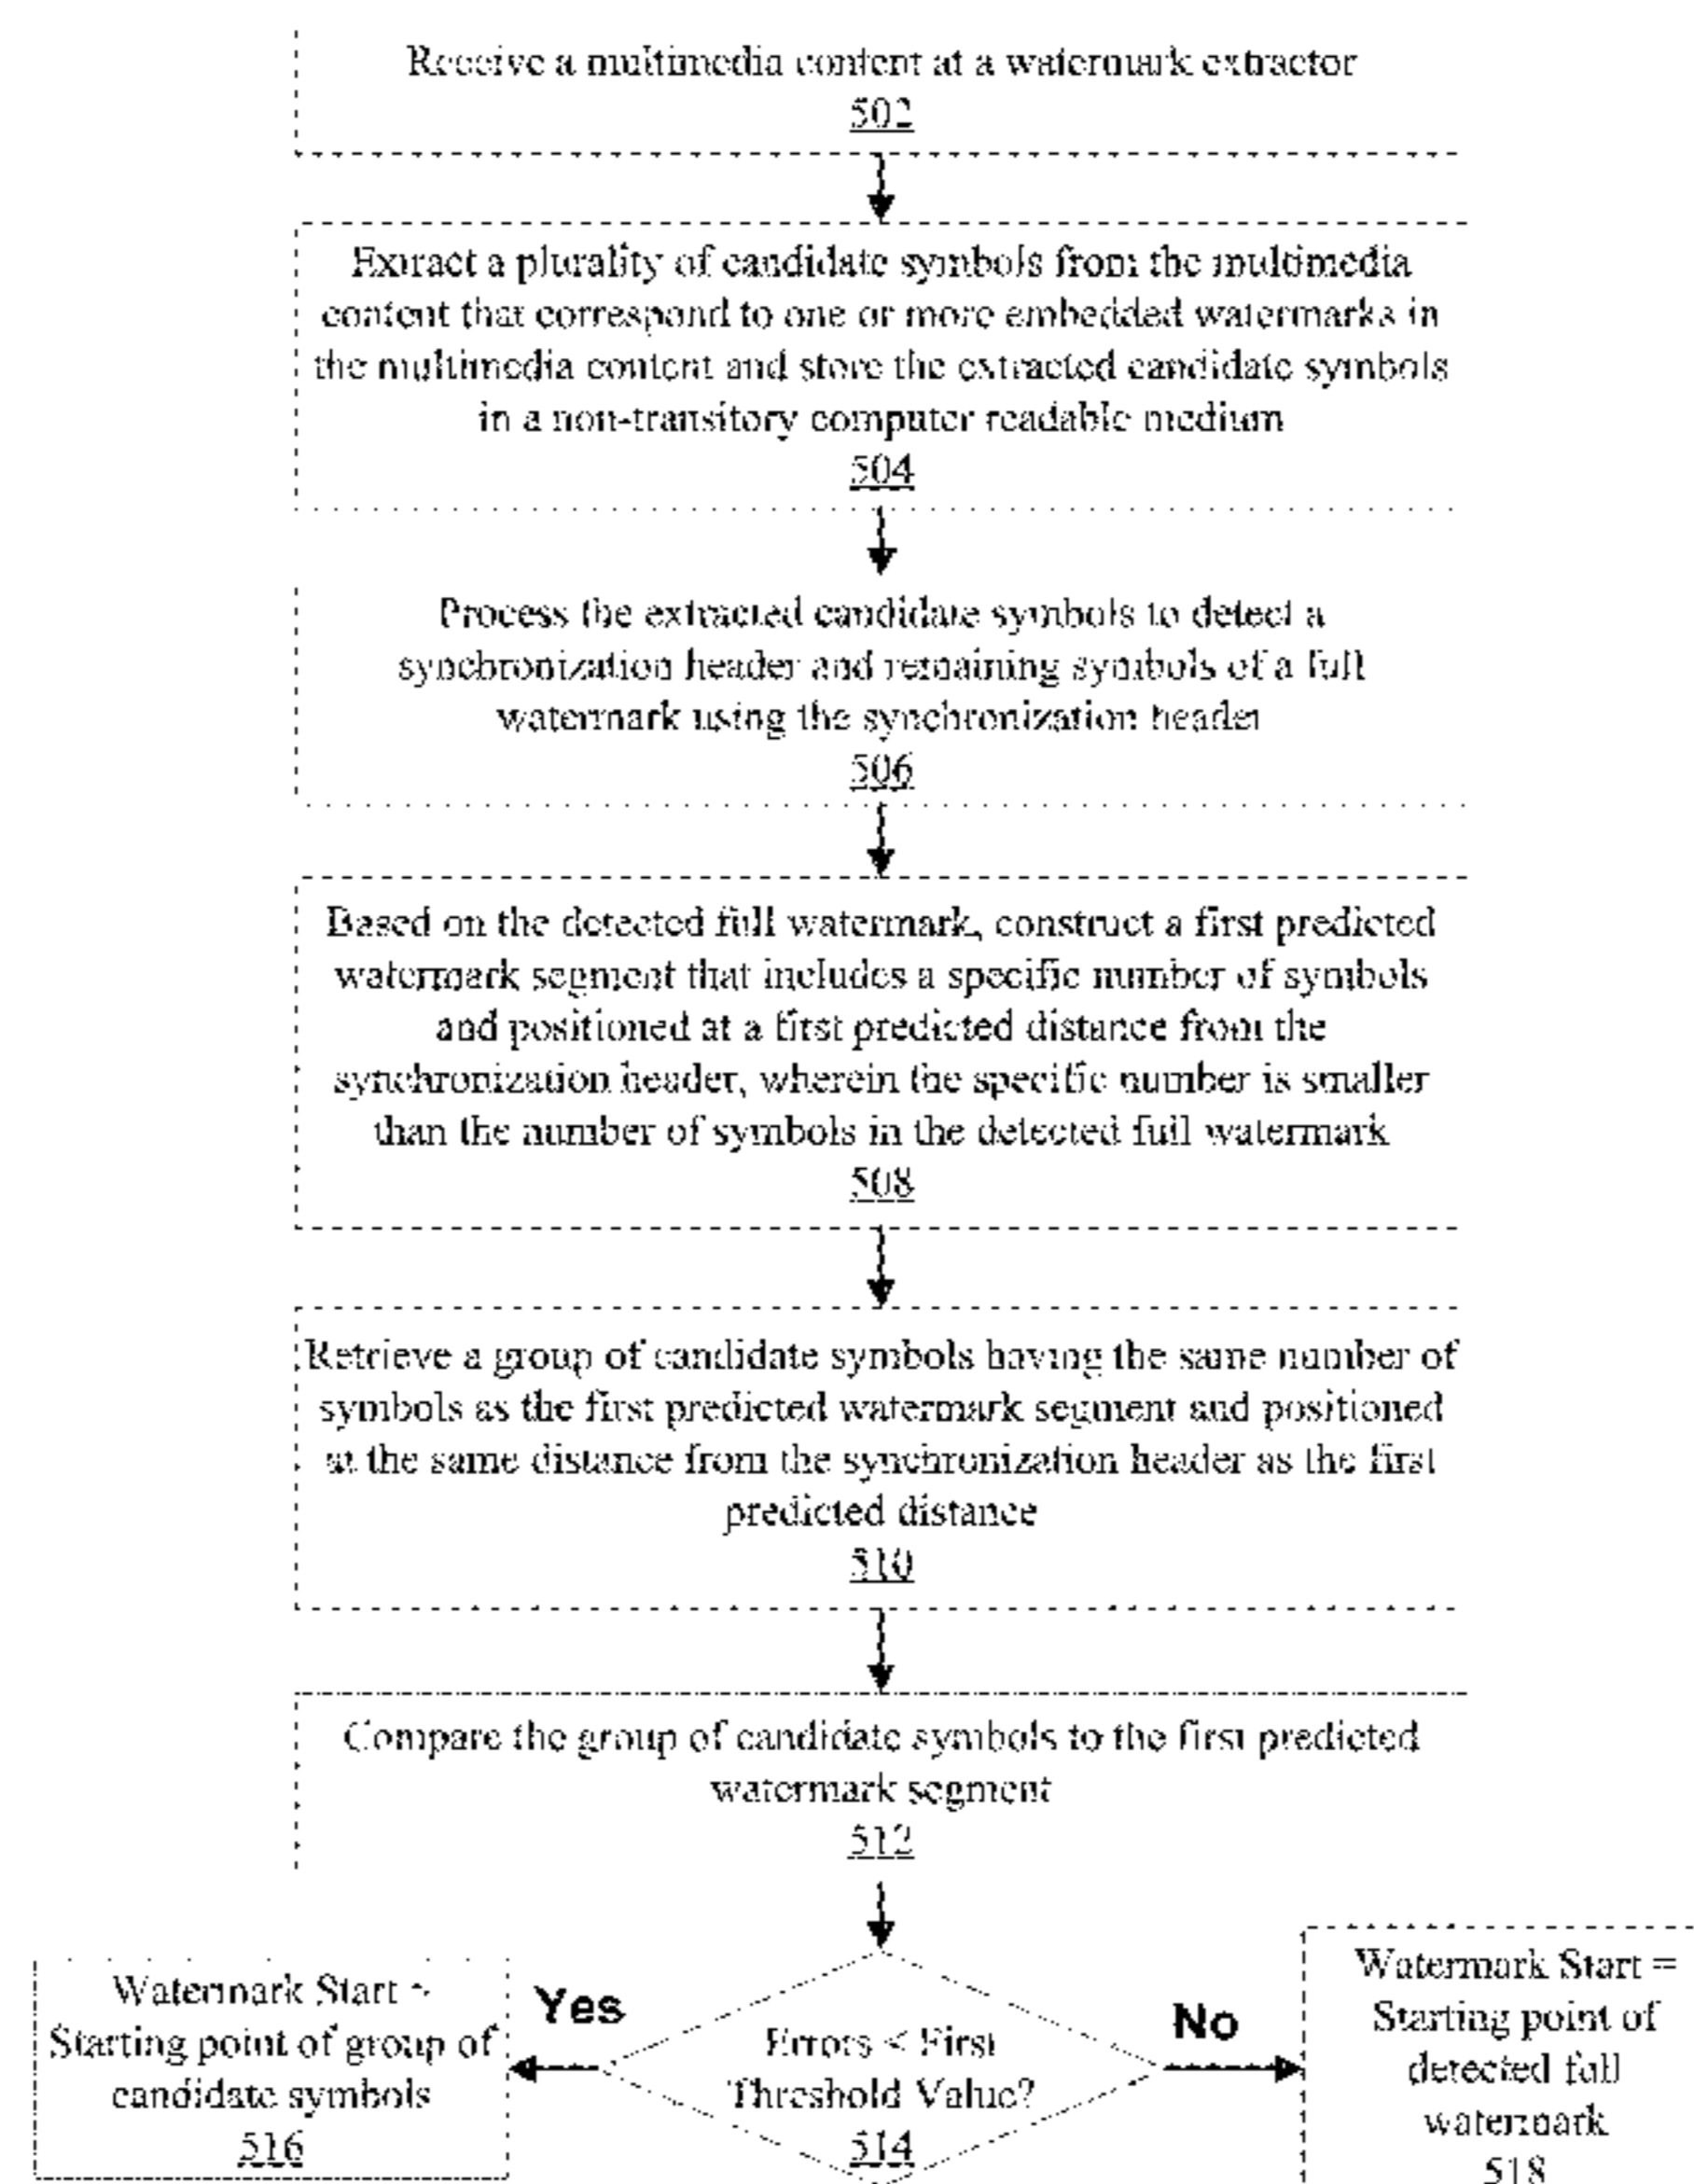 Receive a multimedia content at a watermark extractor
502
Extract a plurality of candidate symbols from the multimedia
content that correspond to one or more embedded watermarks in
the multimedia content and store the extracted candidate symbols
in a non-transitory computer readable medium
504
Process the extracted candidate symbols to detect a
synchronization header and remaining symbols of a full
watermark using the synchronization header
506
Based on the detected full watermark, construct a first predicted
watermark segment that includes a specific number of symbols
and positioned at a first predicted distance from the
synchronization header, wherein the specific number is smaller
than the number of symbols in the detected full watermark
508
Retrieve a group of candidate symbols having the same number of
symbols as the first predicted watermark segment and positioned
at the same distance from the synchronization header as the first
predicted distance
510
Compare the group of candidate symbols to the first predicted
watermark segment
512
Errors < First
Threshold Value?
514
Yes
Watermark Start =
Starting point of group of
candidate symbols
516
No
Watermark Start =
Starting point of
detected full
watermark
518